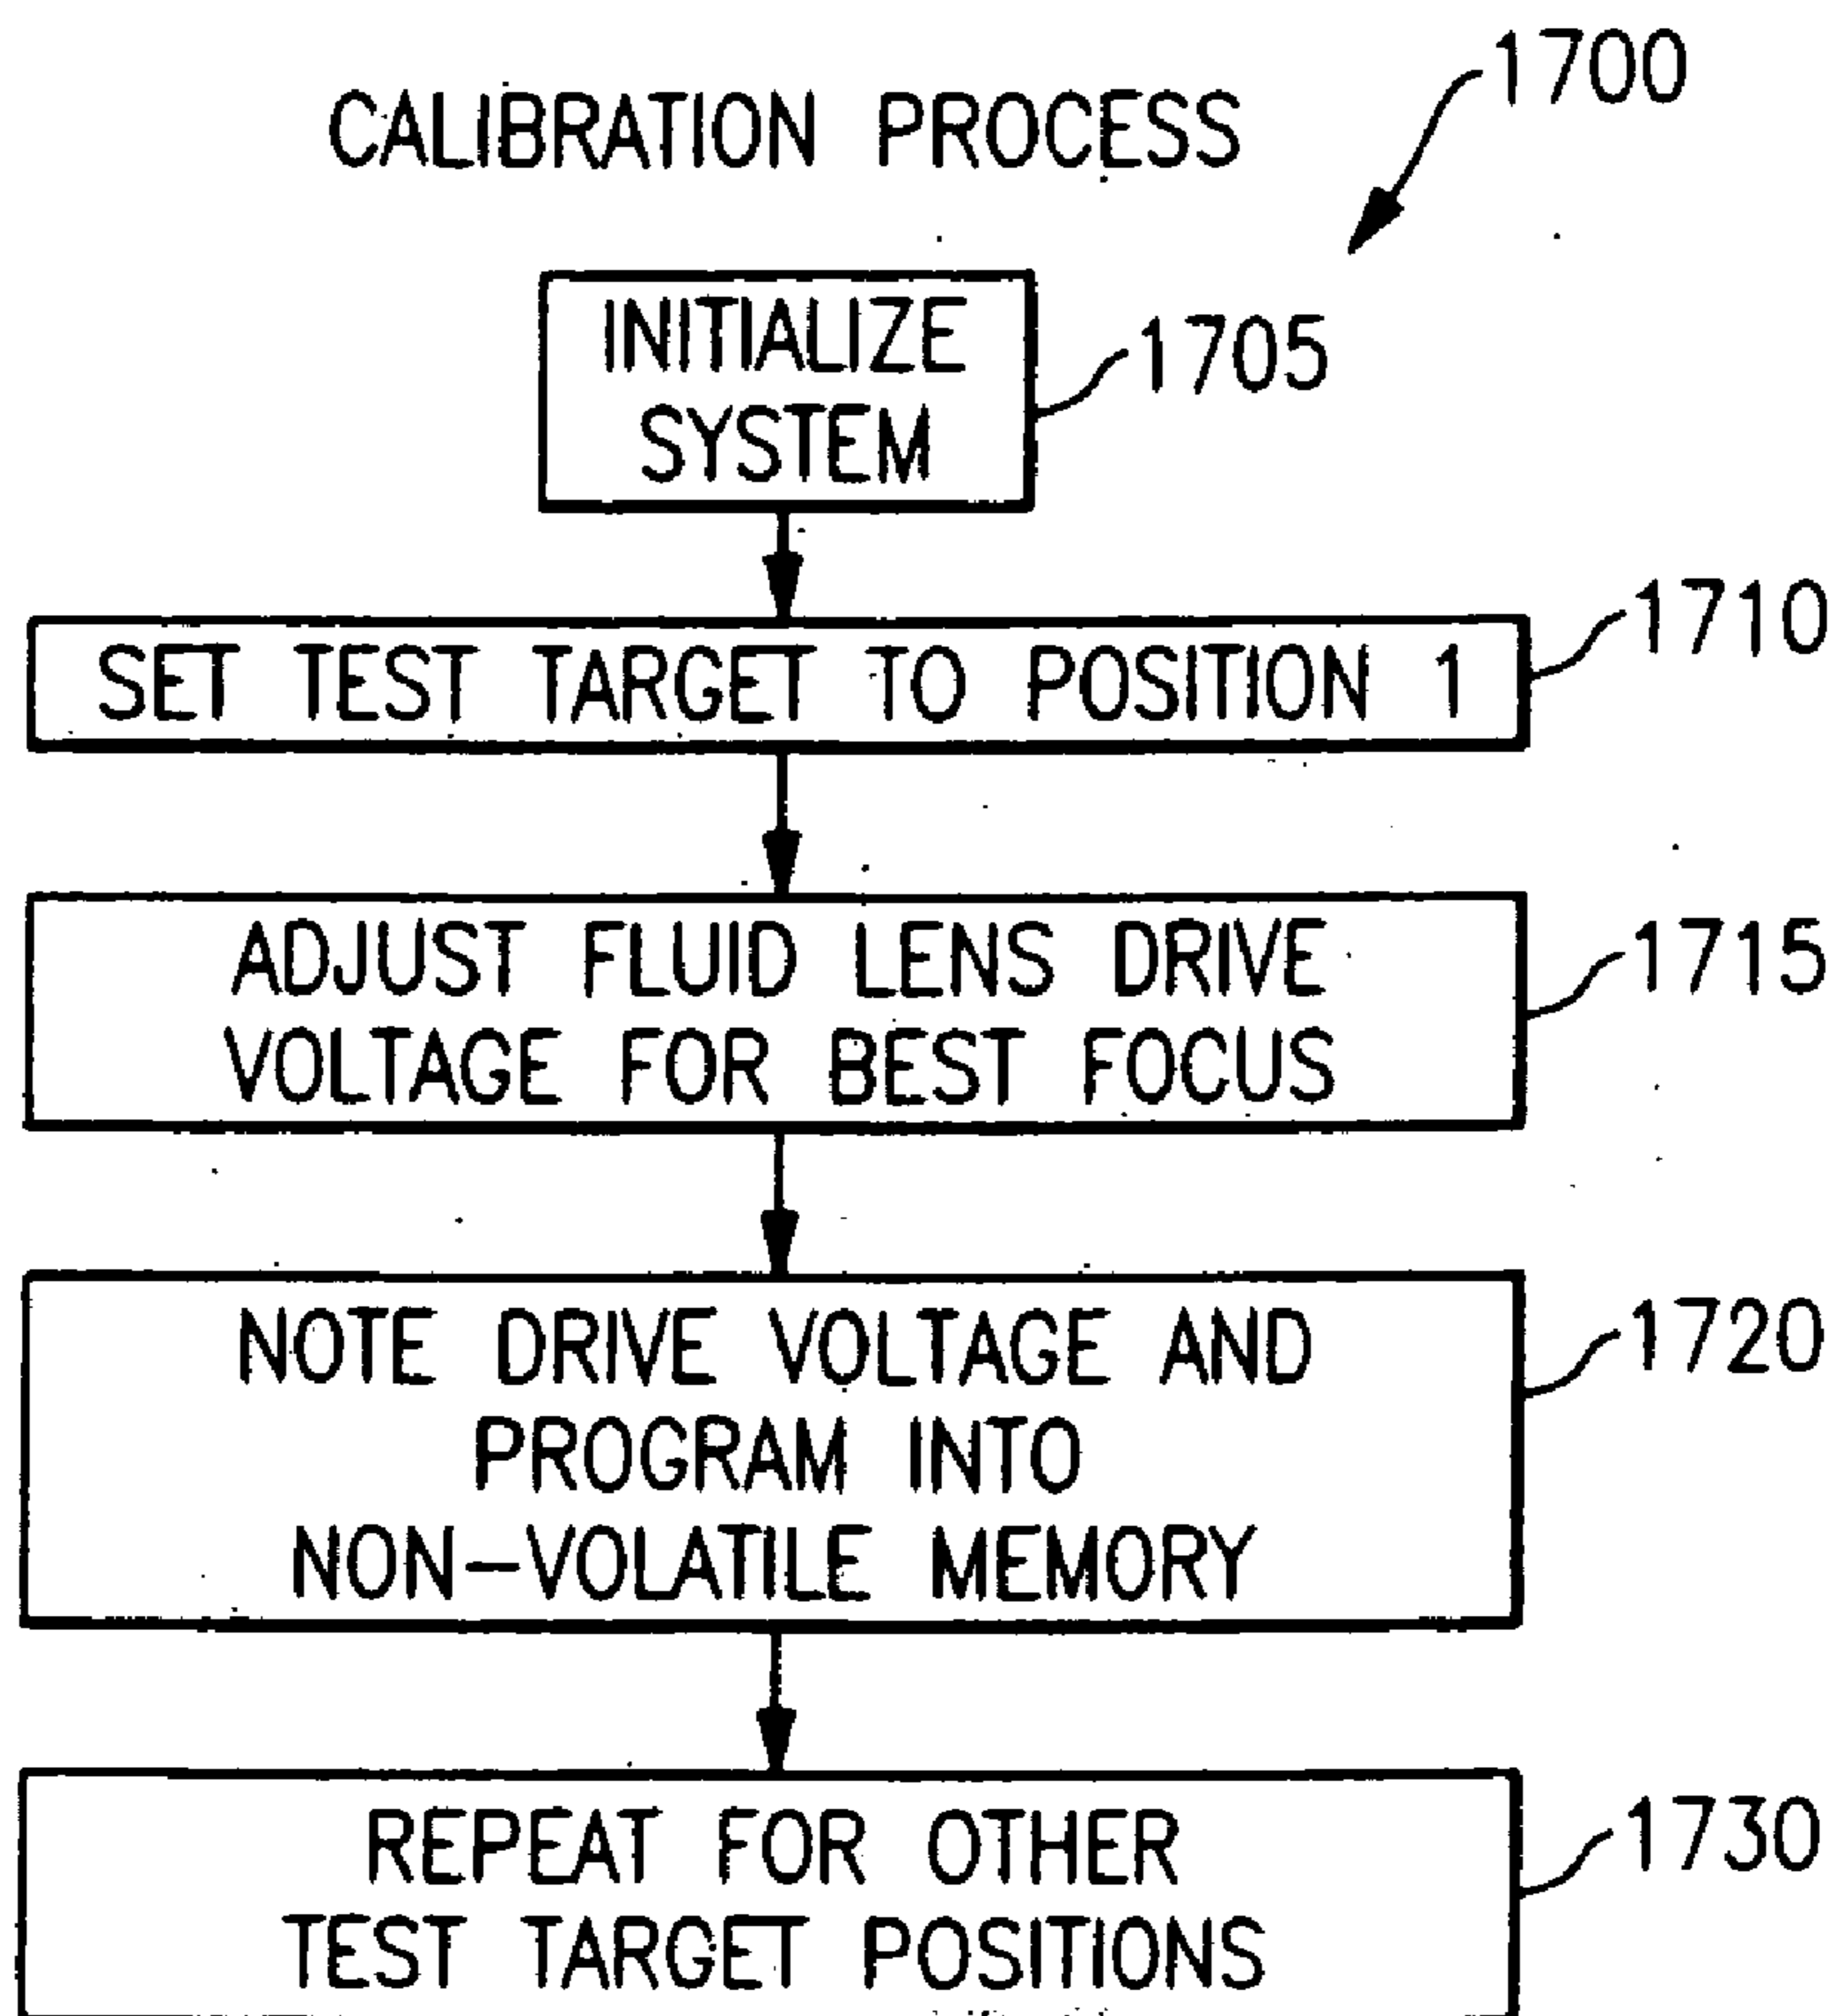 1700
CALIBRATION PROCESS
INITIALIZE
SYSTEM
1705
SET TEST TARGET TO POSITION 1
1710
ADJUST FLUID LENS DRIVE
VOLTAGE FOR BEST FOCUS
1715
NOTE DRIVE VOLTAGE AND
PROGRAM INTO
NON-VOLATILE MEMORY
1720
REPEAT FOR OTHER
TEST TARGET POSITIONS
1730